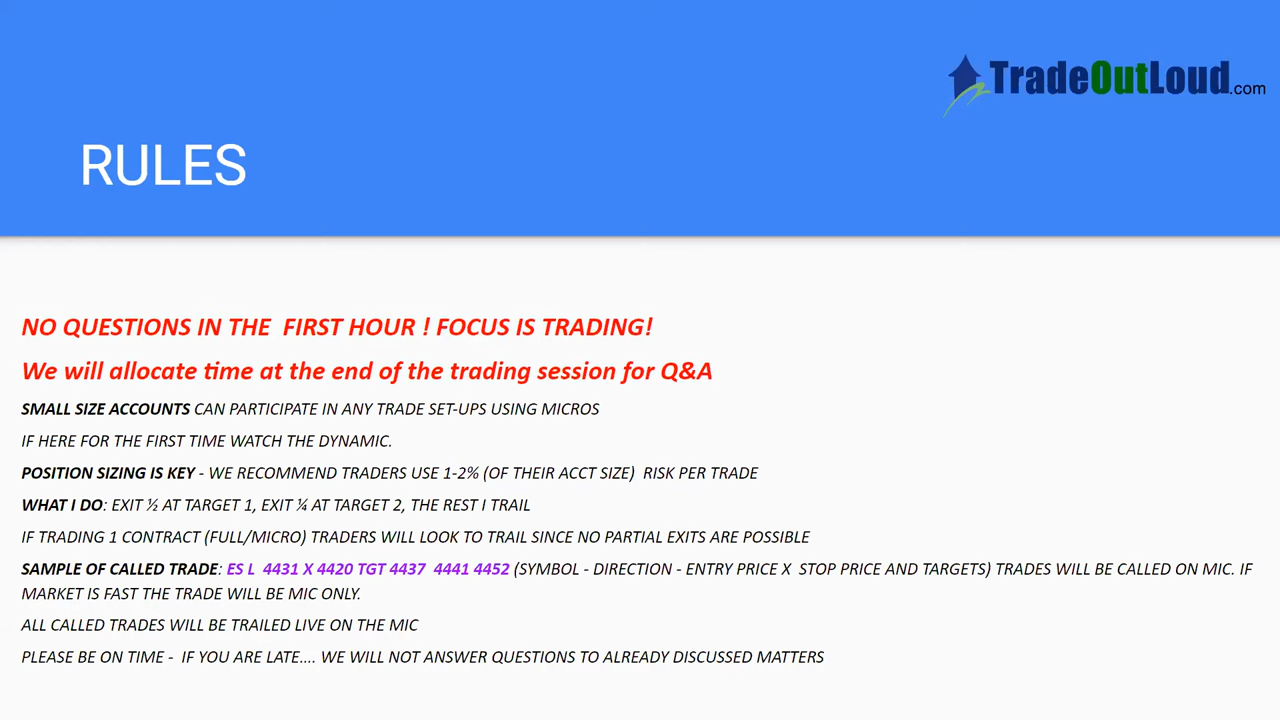 TradeOutLoud.com
RULES
NO QUESTIONS IN THE FIRST HOUR ! FOCUS IS TRADING!
We will allocate time at the end of the trading session for Q&A
SMALL SIZE ACCOUNTS CAN PARTICIPATE IN ANY TRADE SET-UPS USING MICROS
IF HERE FOR THE FIRST TIME WATCH THE DYNAMIC.
POSITION SIZING IS KEY - WE RECOMMEND TRADERS USE 1-2% (OF THEIR ACCT SIZE) RISK PER TRADE
WHAT I DO: EXIT ½ AT TARGET 1, EXIT ¼ AT TARGET 2, THE REST I TRAIL
IF TRADING 1 CONTRACT (FULL/MICRO) TRADERS WILL LOOK TO TRAIL SINCE NO PARTIAL EXITS ARE POSSIBLE
SAMPLE OF CALLED TRADE: ES L 4431 X 4420 TGT 4437 4441 4452 (SYMBOL - DIRECTION - ENTRY PRICE X STOP PRICE AND TARGETS) TRADES WILL BE CALLED ON MIC. IF
MARKET IS FAST THE TRADE WILL BE MIC ONLY.
ALL CALLED TRADES WILL BE TRAILED LIVE ON THE MIC
PLEASE BE ON TIME - IF YOU ARE LATE.... WE WILL NOT ANSWER QUESTIONS TO ALREADY DISCUSSED MATTERS